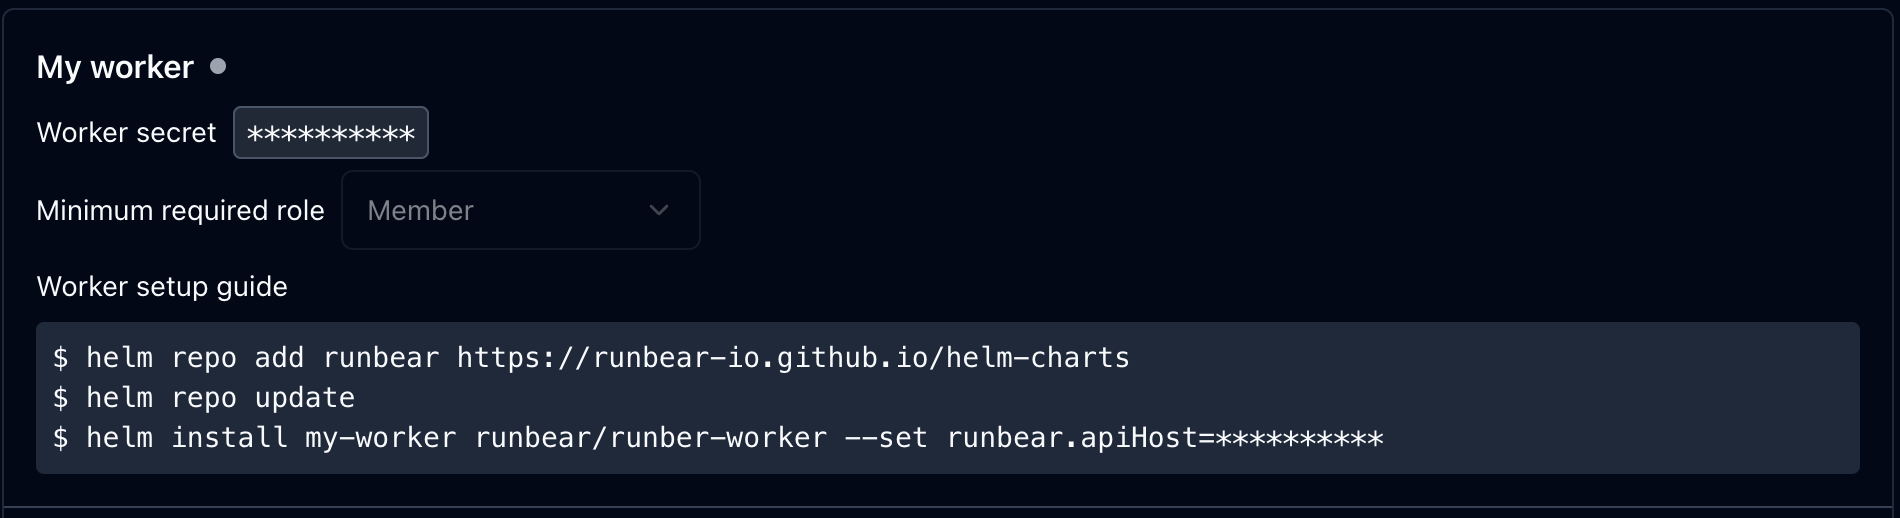 My worker
Worker secret **********
Minimum required role Member
Worker setup guide
$ helm repo add runbear https://runbear-io.github.io/helm-charts
$ helm repo update
$ helm install my-worker runbear/runber-worker --set runbear.apiHost=**********